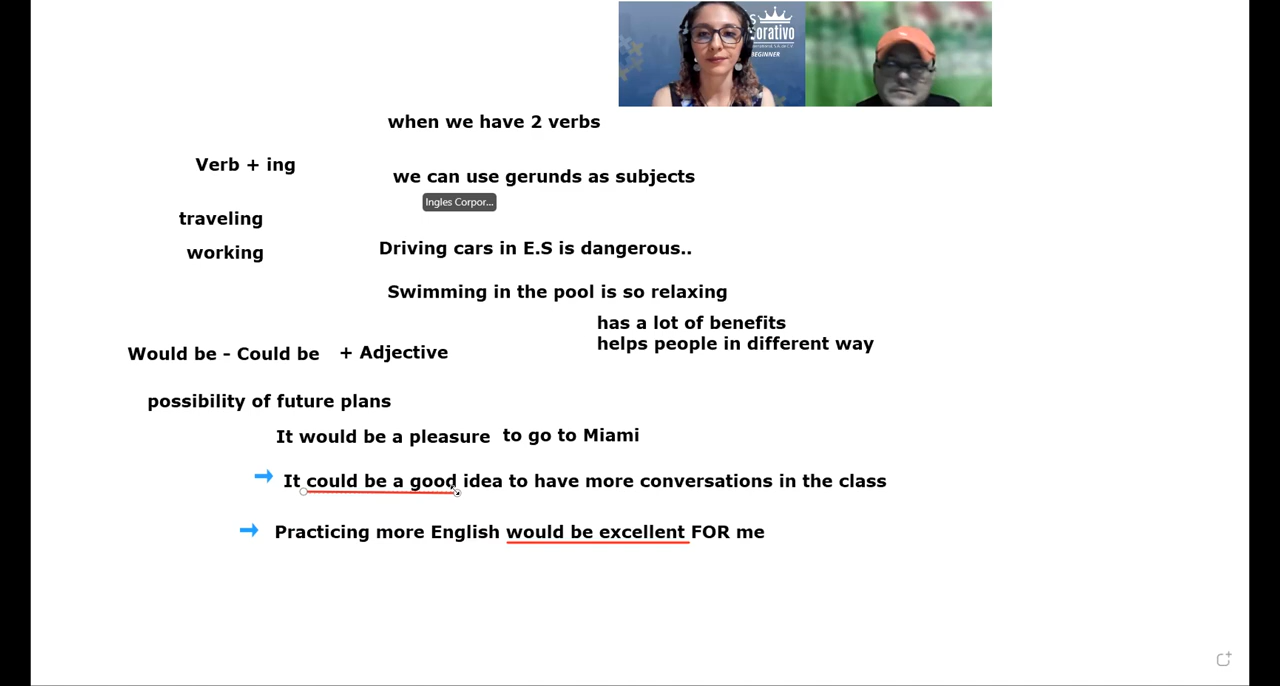 S
orativo
EGINNER
when we have 2 verbs
Verb + ing
we can use gerunds as subjects
Ingles Corpor...
traveling
working
Driving cars in E.S is dangerous..
Swimming in the pool is so relaxing
has a lot of benefits
helps people in different way
Would be - Could be + Adjective
possibility of future plans
It would be a pleasure to go to Miami
It could be a good idea to have more conversations in the class
Practicing more English would be excellent FOR me